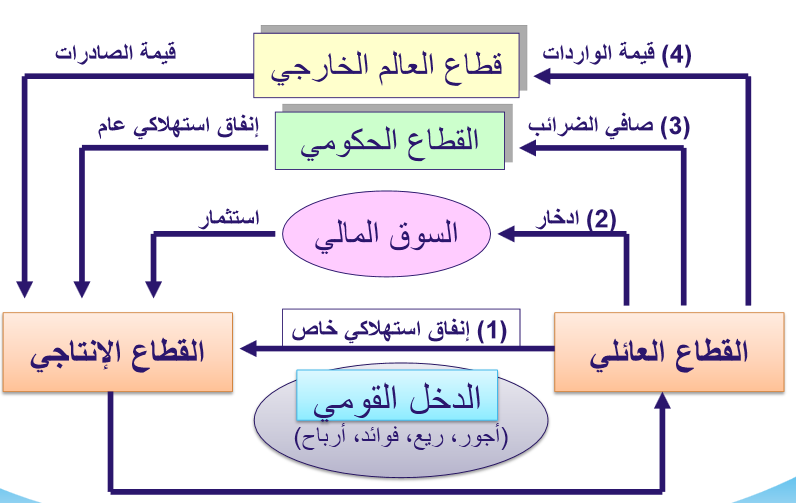 (4) قيمة الواردات
قطاع العالم الخارجي
قيمة الصادرات
(3) صافي الضرائب
القطاع الحكومي
إنفاق استهلاكي عام
(2) ادخار
السوق المالي
استثمار
القطاع العائلي
(1) إنفاق استهلاكي خاص
القطاع الإنتاجي
الدخل القومي
(أجور، ريع، فوائد، أرباح)